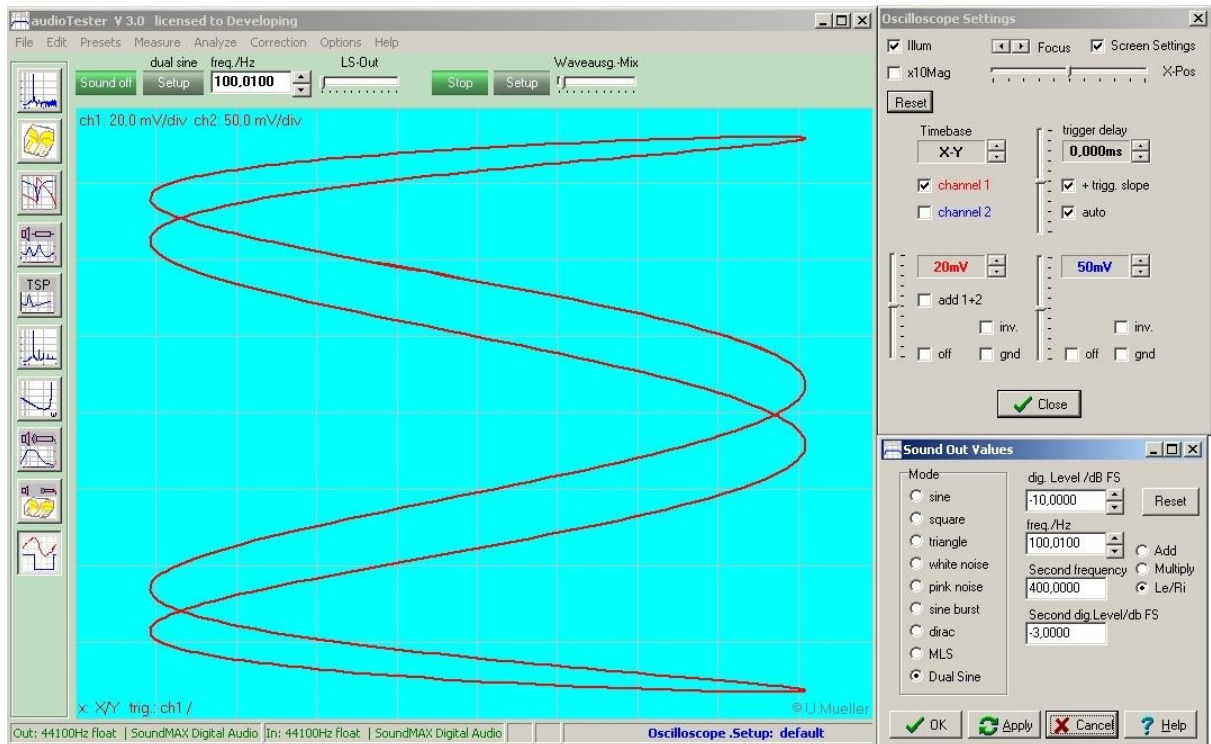 audioTester V 3.0 licensed to Developing
File Edit Presets Measure Analyze Correction Options Help
dual sine freq./Hz LS-Out Waveausg.-Mix
Sound off Setup 100,0100 Stop Setup
ch1: 20,0 mV/div ch2: 50,0 mV/div
TSP
x: X/Y trig.: ch1 /
© U.Mueller
Out: 44100Hz float | SoundMAX Digital Audio In: 44100Hz float | SoundMAX Digital Audio Oscilloscope .Setup: default
Oscilloscope Settings
Illum Focus Screen Settings
x10Mag X-Pos
Reset
Timebase trigger delay
X-Y 0,000ms
channel 1 + trigg. slope
channel 2 auto
20mV 50mV
add 1+2
inv. inv.
off gnd off gnd
Close
Sound Out Values
Mode
sine
square
triangle
white noise
pink noise
sine burst
dirac
MLS
Dual Sine
dig. Level /dB FS
-10,0000 Reset
freq./Hz
100,0100
Add
Second frequency Multiply
400,0000 Le/Ri
Second dig.Level/db FS
-3,0000
OK Apply Cancel Help